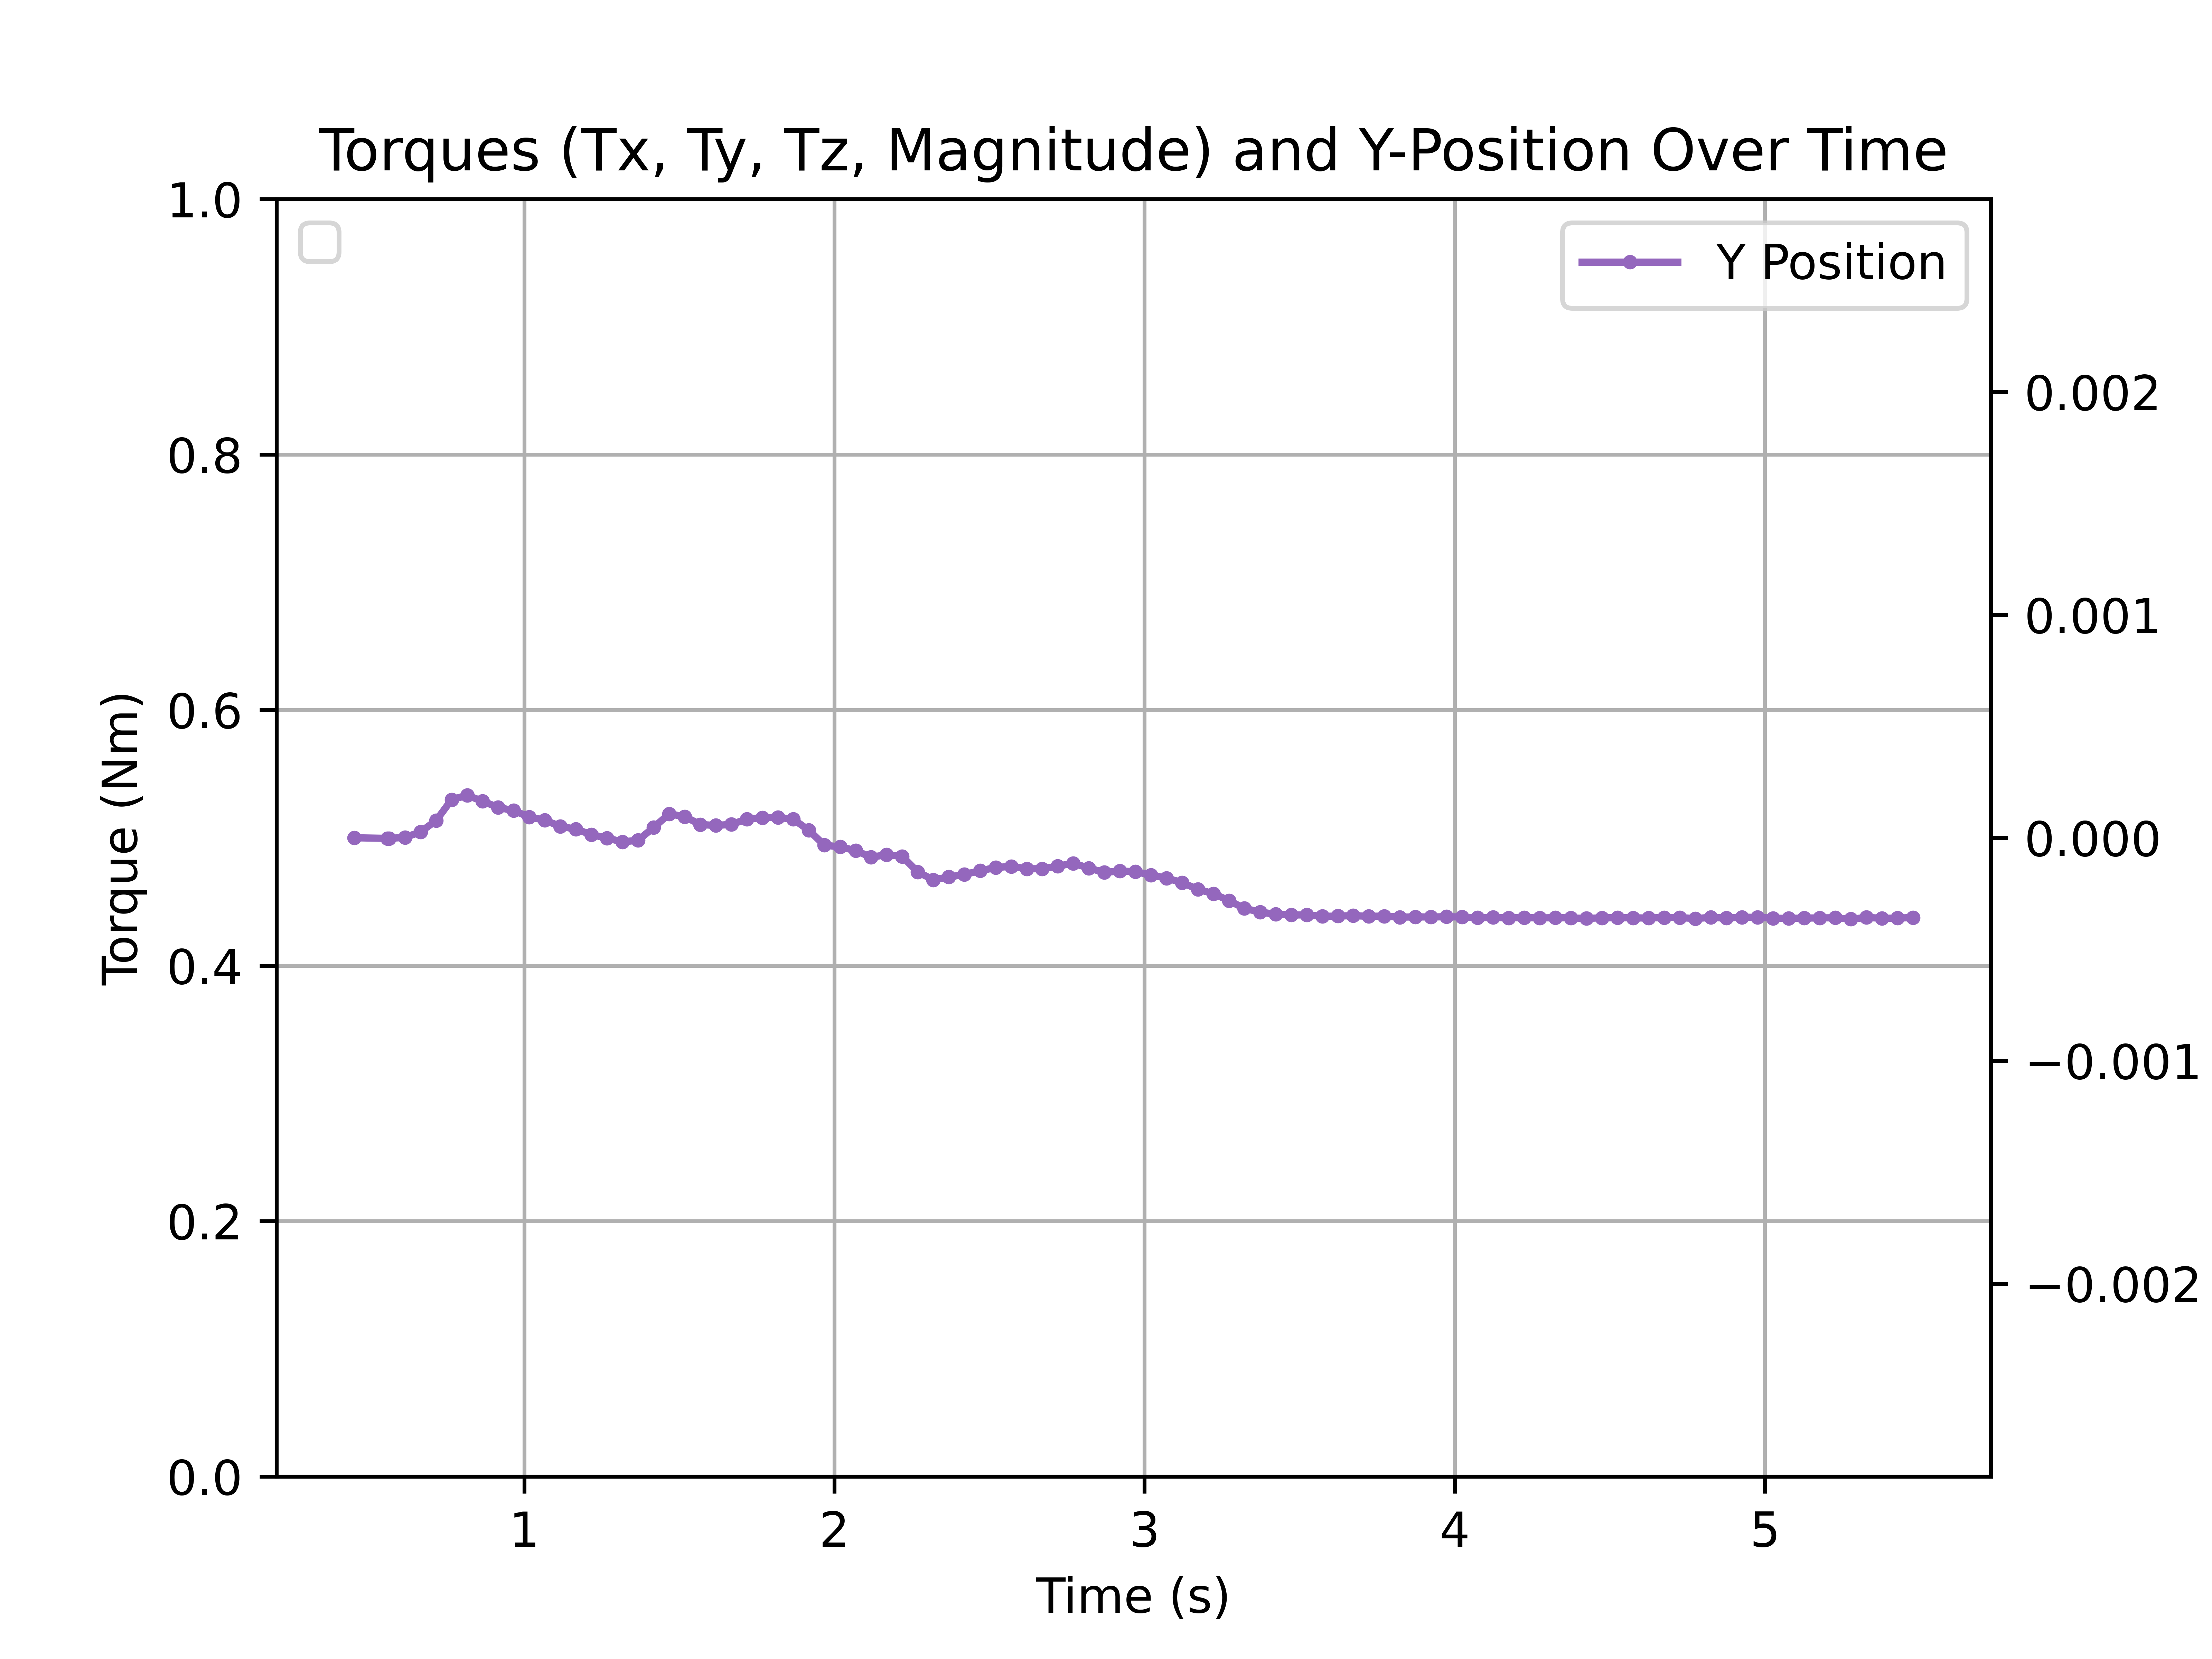 Torques (Tx, Ty, Tz, Magnitude) and Y-Position Over Time
1.0
0.8
0.6
0.4
0.2
0.0
Torque (Nm)
Y Position
0.002
0.001
0.000
−0.001
−0.002
1 2 3 4 5
Time (s)